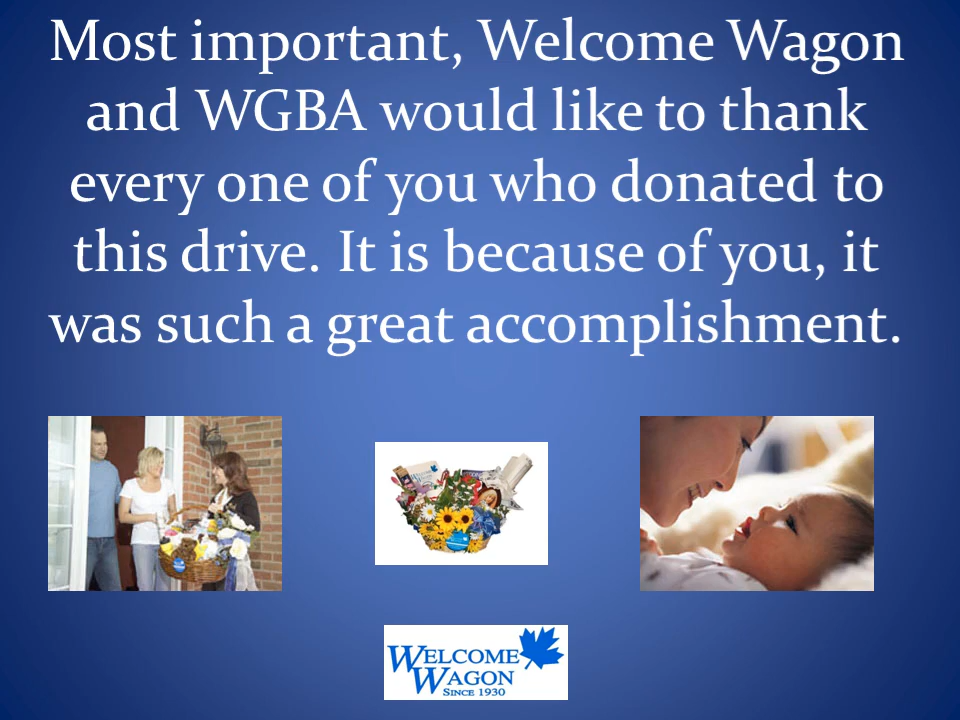 Most important, Welcome Wagon
and WGBA would like to thank
every one of you who donated to
this drive. It is because of you, it
was such a great accomplishment.
WELCOME
WAGON
SINCE 1930